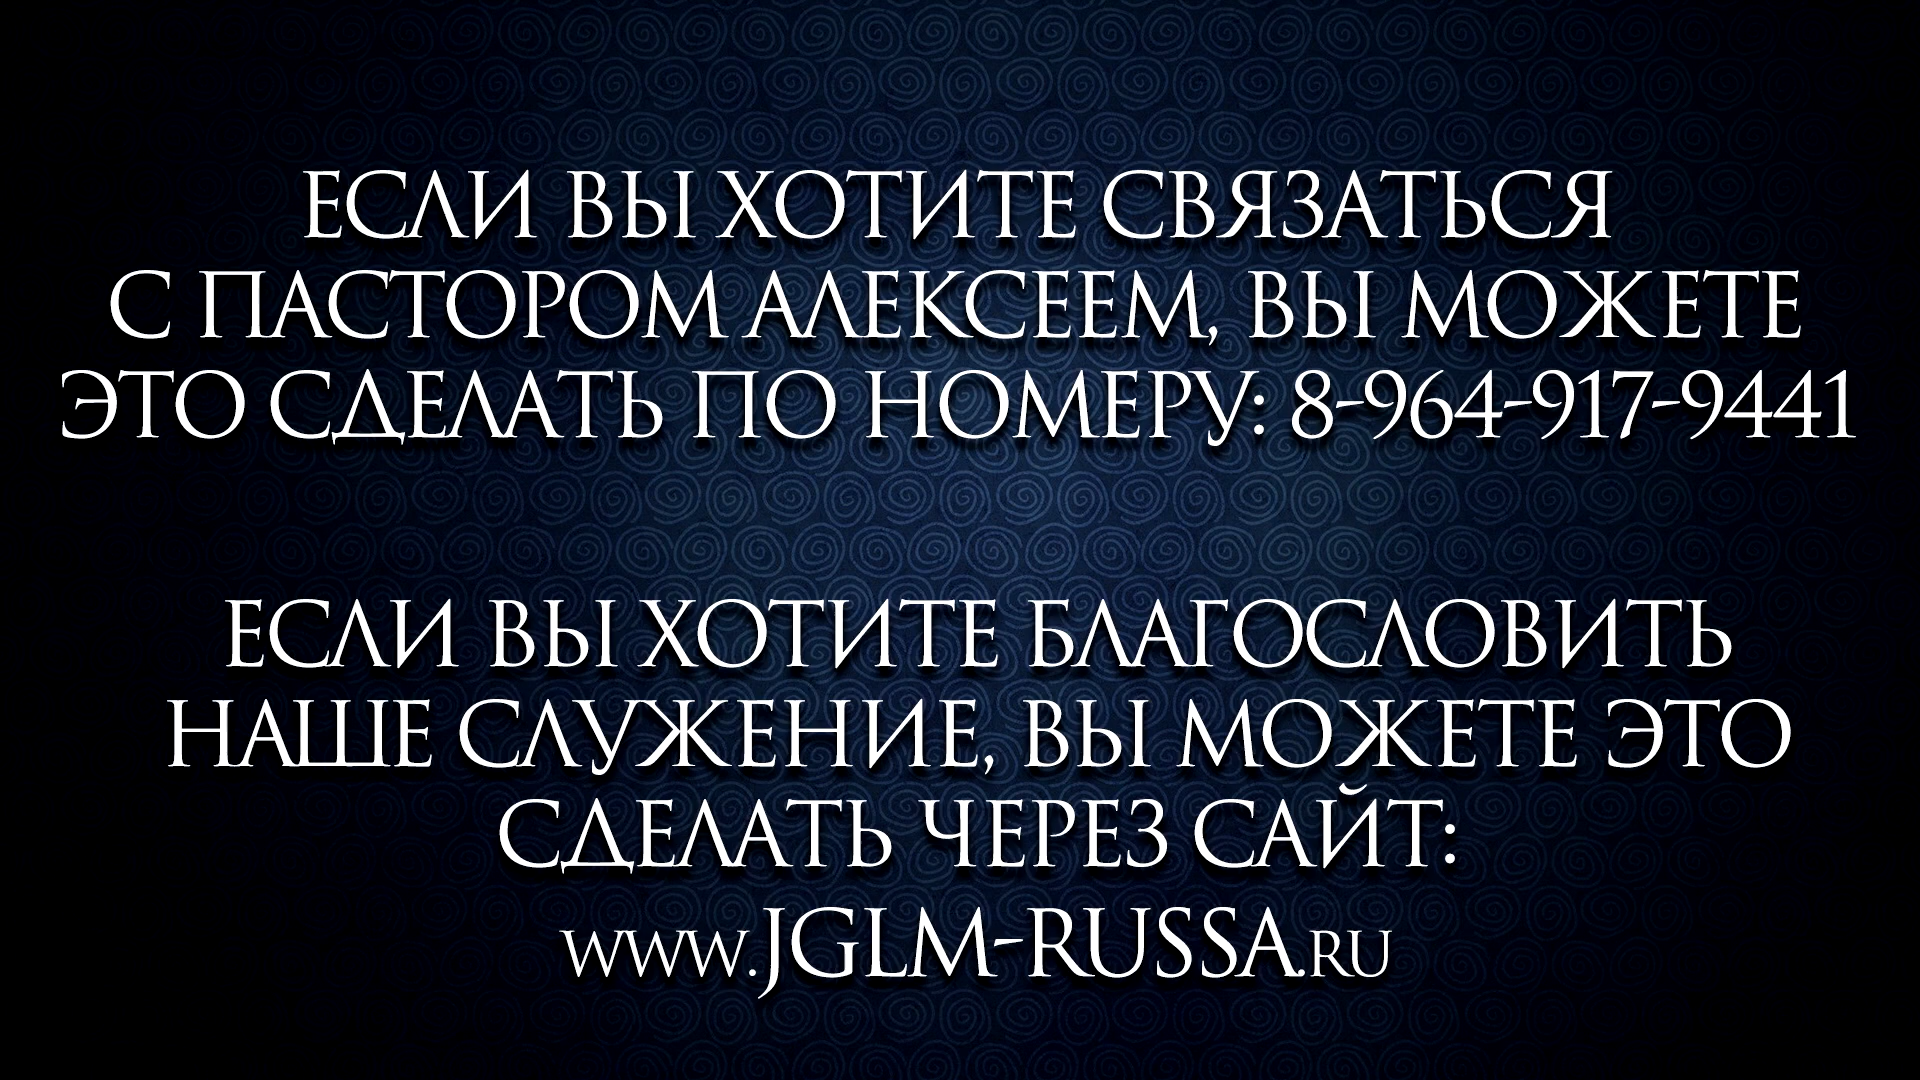 ЕСЛИ ВЫ ХОТИТЕ СВЯЗАТЬСЯ
С ПАСТОРОМ АЛЕКСЕЕМ, ВЫ МОЖЕТЕ
ЭТО СДЕЛАТЬ ПО НОМЕРУ: 8-964-917-9441
ЕСЛИ ВЫ ХОТИТЕ БЛАГОСЛОВИТЬ
НАШЕ СЛУЖЕНИЕ, ВЫ МОЖЕТЕ ЭТО
СДЕЛАТЬ ЧЕРЕЗ САЙТ:
WWW.JGLM-RUSSA.RU